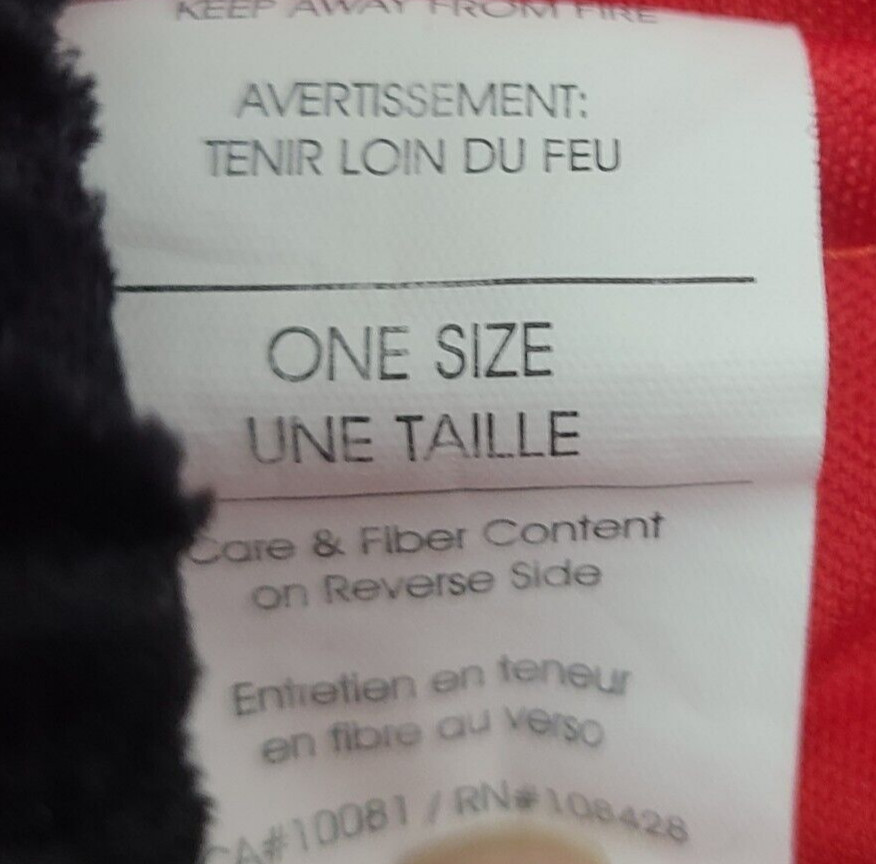 KEEP AWAY FROM FIRE
AVERTISSEMENT:
TENIR LOIN DU FEU
ONE SIZE
UNE TAILLE
Care & Fiber Content
on Reverse Side
Entretien en teneur
en fibre au verso
CA#10081 / RN#108428